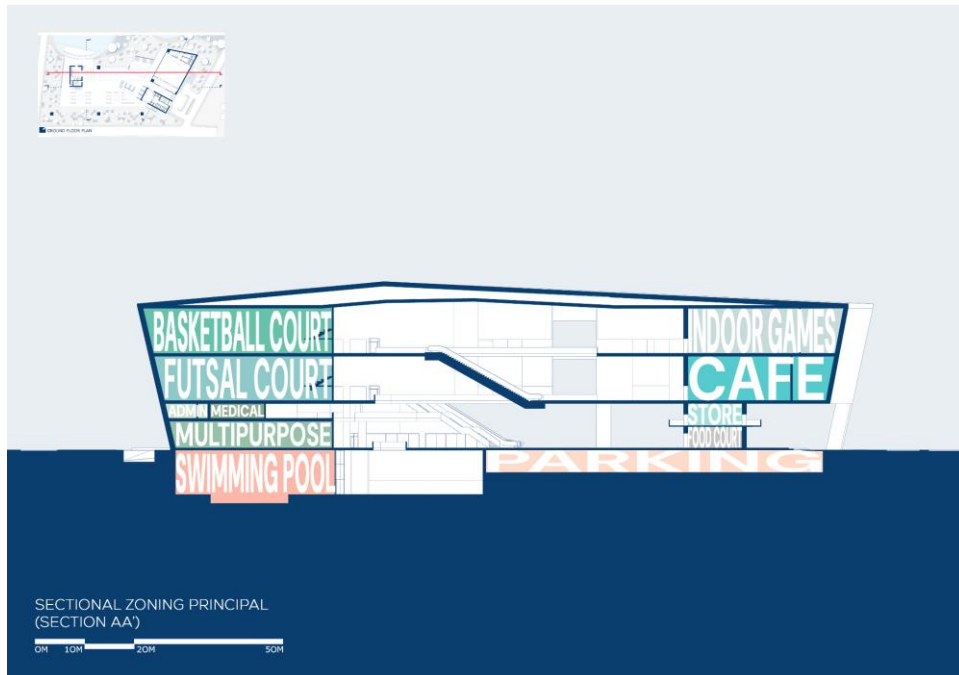 GROUND FLOOR PLAN
BASKETBALL COURT
INDOOR GAMES
FUTSAL COURT
CAFE
ADMIN MEDICAL
STORE
MULTIPURPOSE
FOOD COURT
SWIMMING POOL
PARKING
SECTIONAL ZONING PRINCIPAL
(SECTION AA')
0M 10M 20M 50M